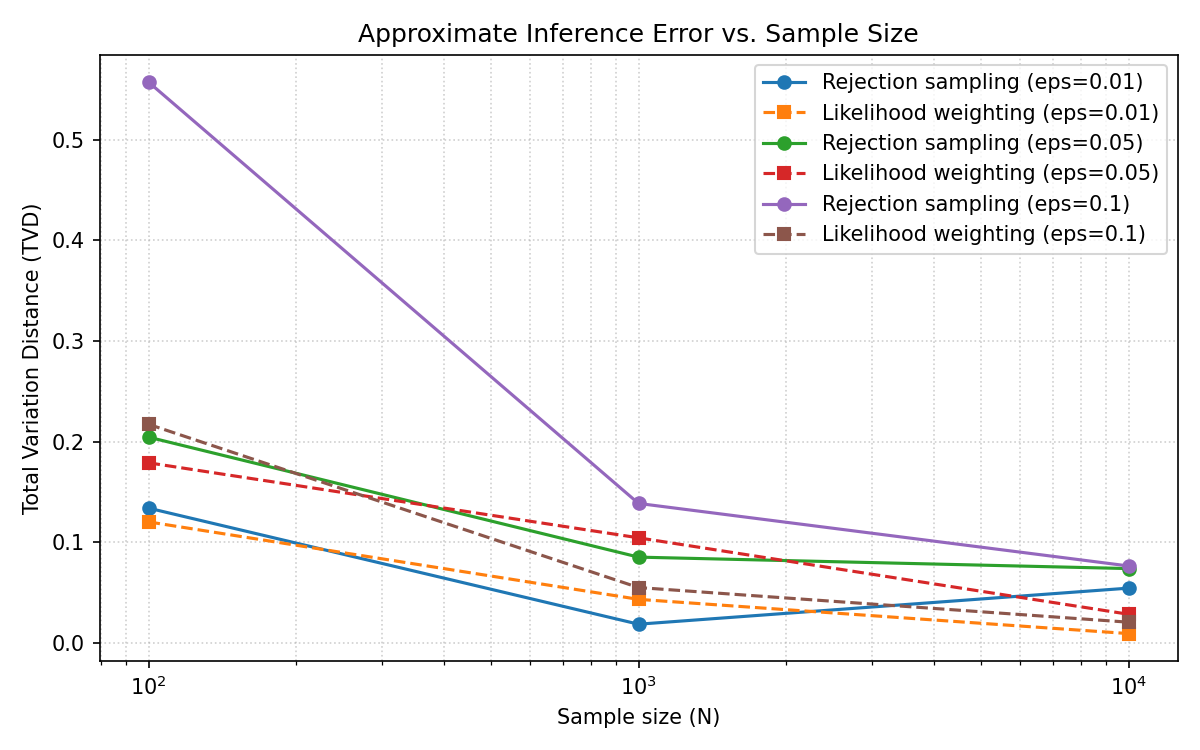 Approximate Inference Error vs. Sample Size
Rejection sampling (eps=0.01)
Likelihood weighting (eps=0.01)
Rejection sampling (eps=0.05)
Likelihood weighting (eps=0.05)
Rejection sampling (eps=0.1)
Likelihood weighting (eps=0.1)
Total Variation Distance (TVD)
0.5
0.4
0.3
0.2
0.1
0.0
10²
10³
10⁴
Sample size (N)